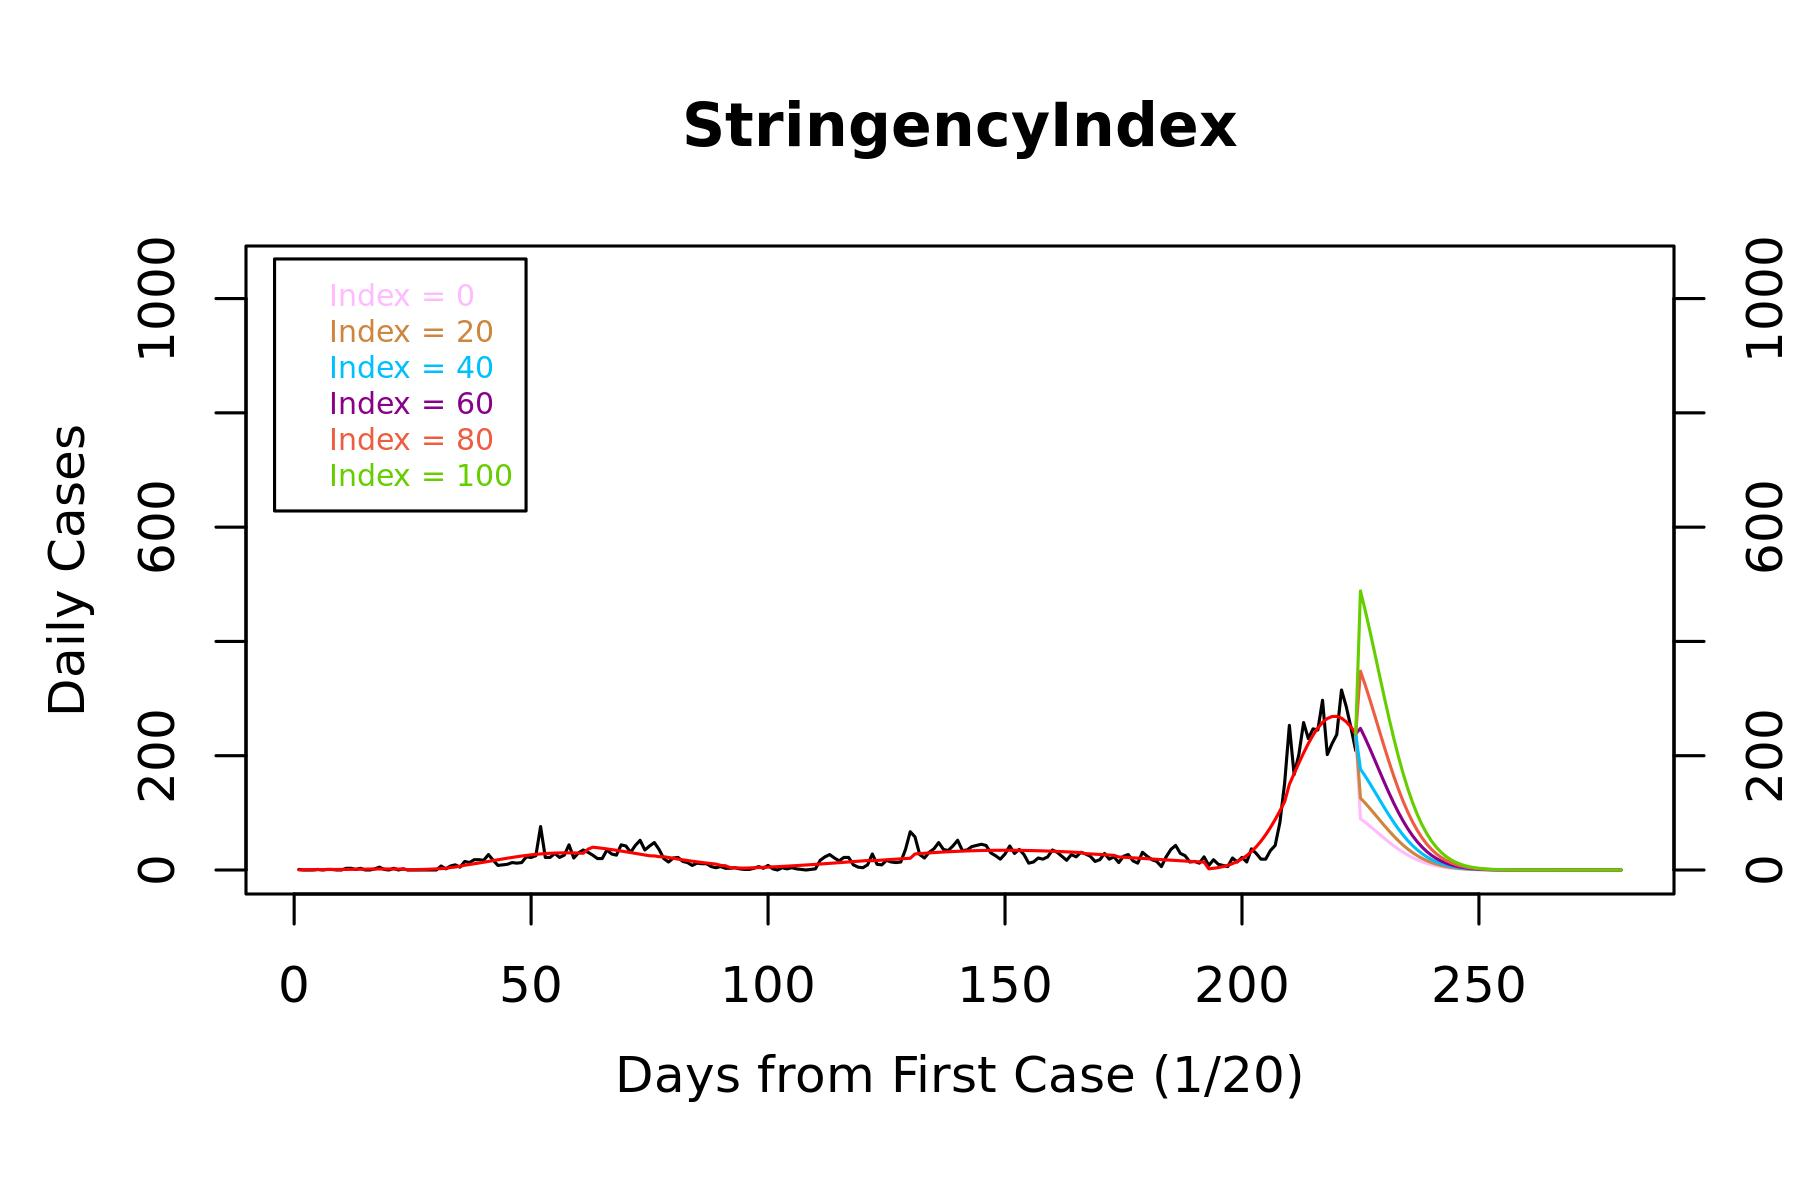 StringencyIndex
Index = 0
Index = 20
Index = 40
Index = 60
Index = 80
Index = 100
Daily Cases
1000
600
200
0
1000
600
200
0
0 50 100 150 200 250
Days from First Case (1/20)